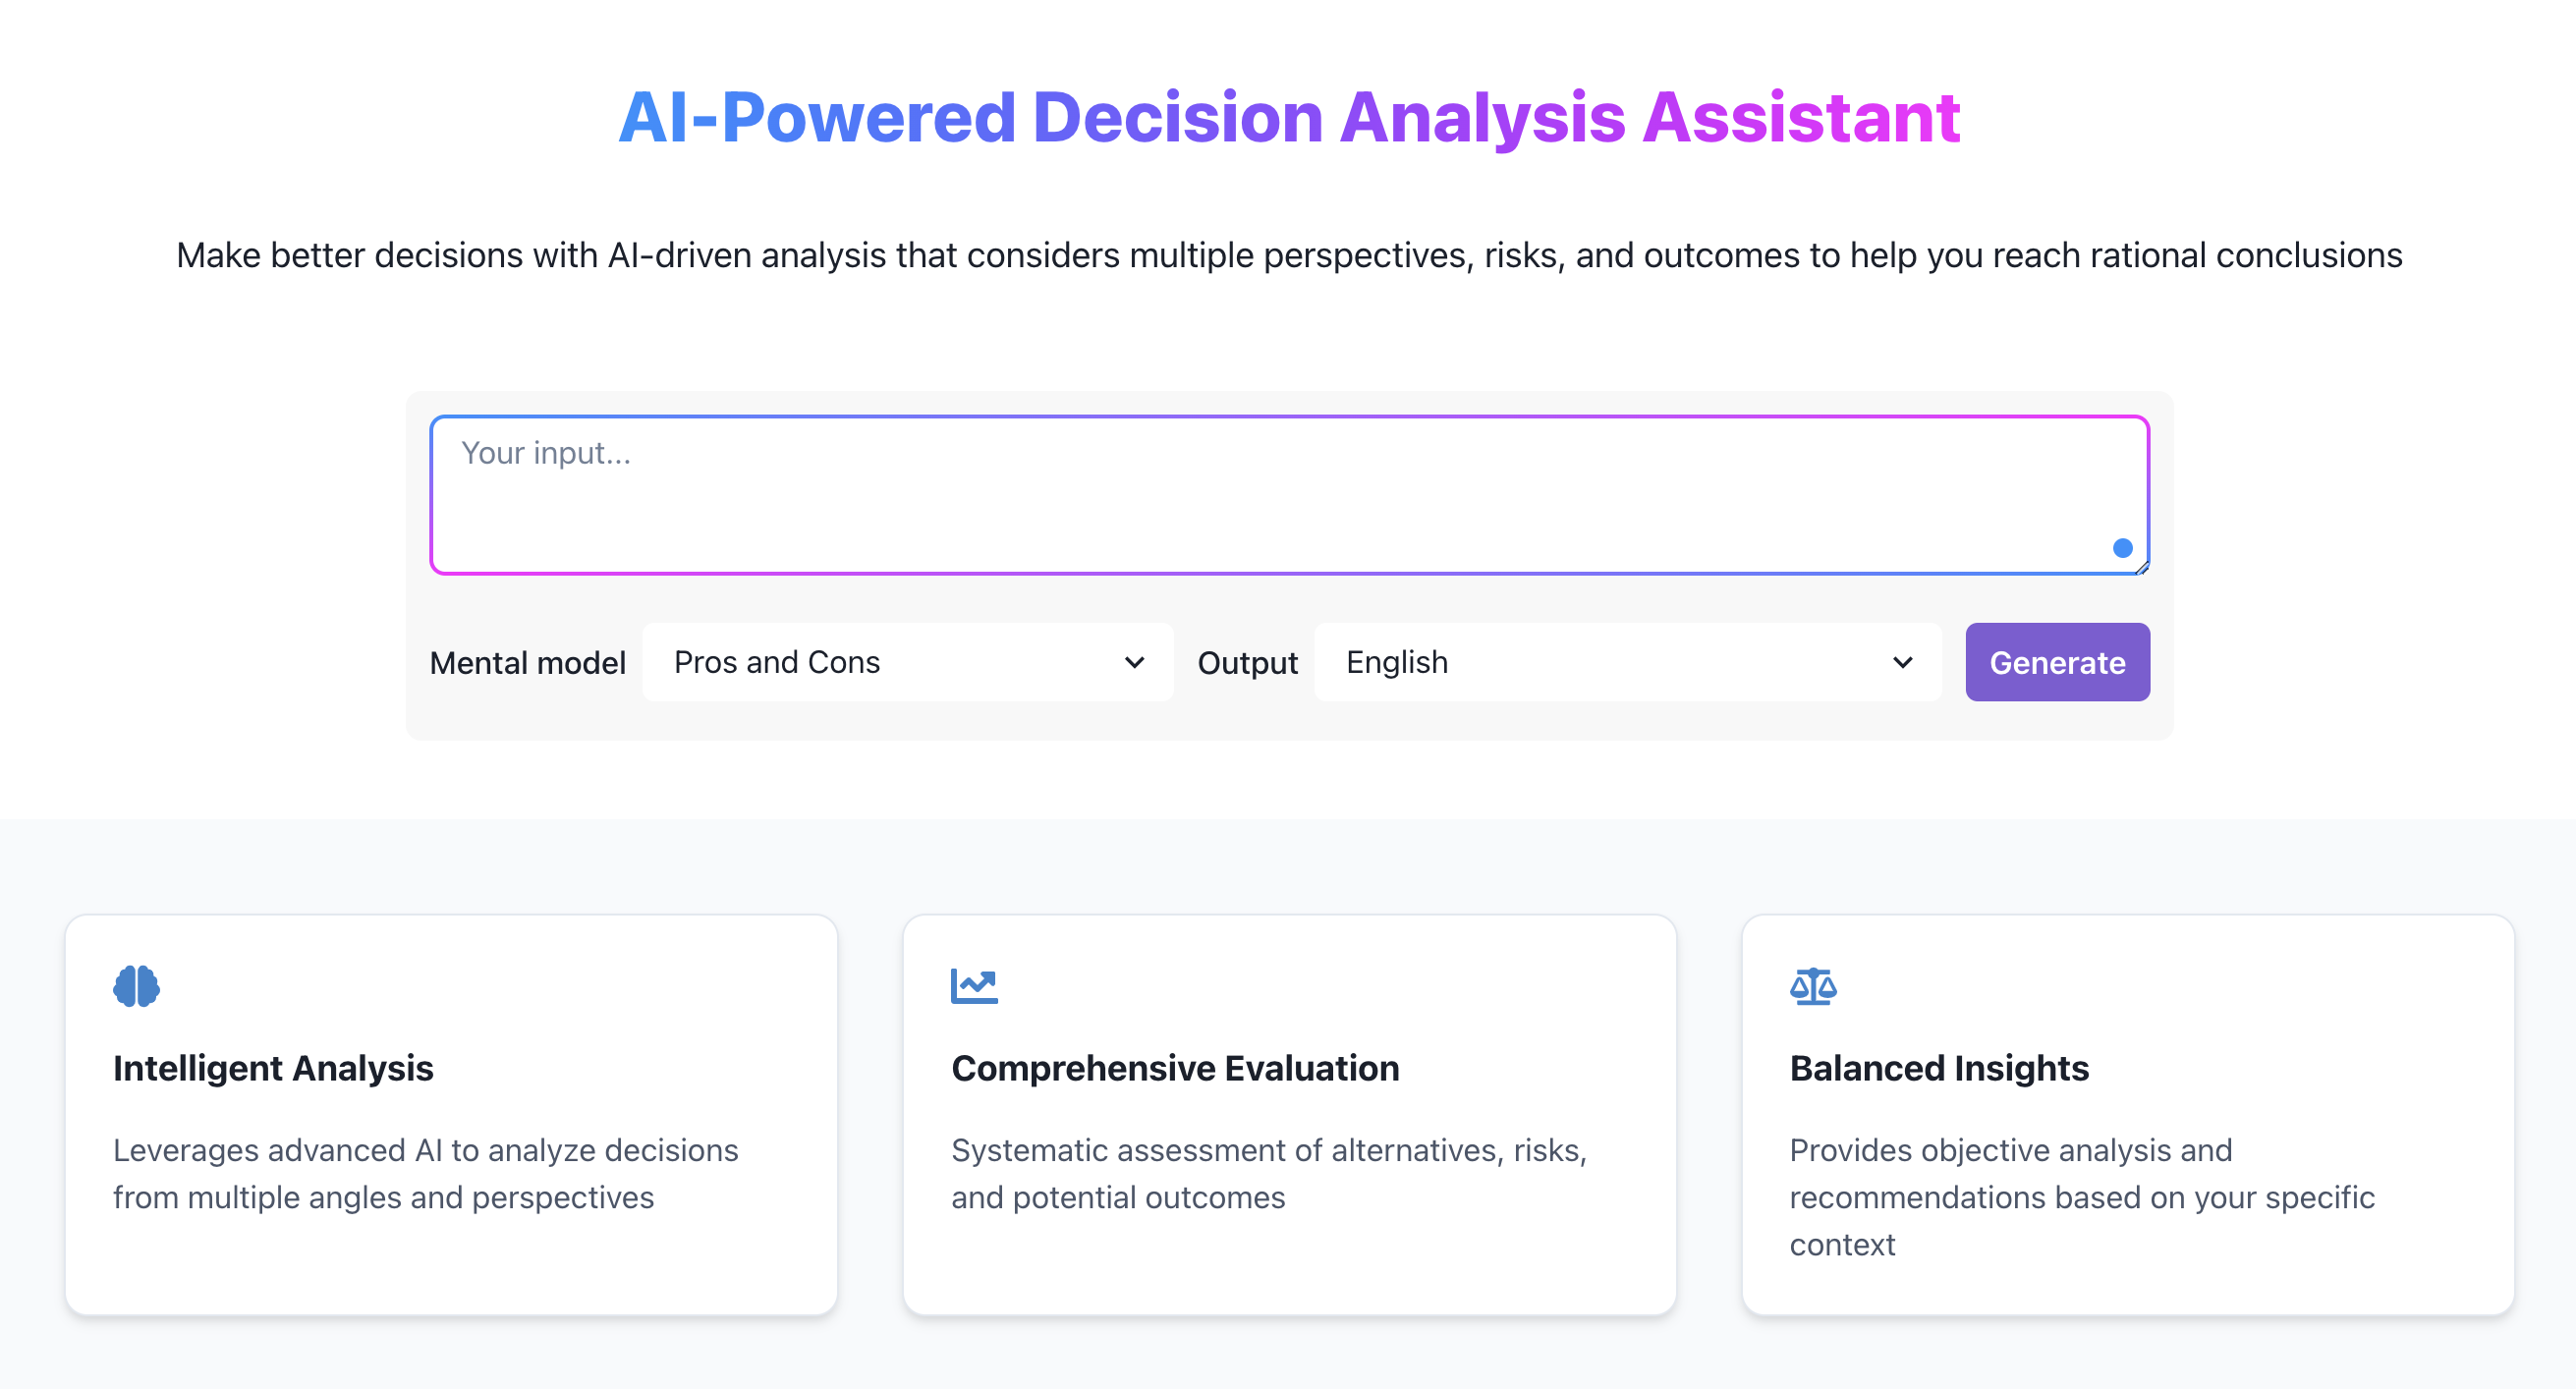 AI-Powered Decision Analysis Assistant
Make better decisions with AI-driven analysis that considers multiple perspectives, risks, and outcomes to help you reach rational conclusions
Your input...
Mental model
Pros and Cons
Output
English
Generate
Intelligent Analysis
Leverages advanced AI to analyze decisions
from multiple angles and perspectives
Comprehensive Evaluation
Systematic assessment of alternatives, risks,
and potential outcomes
Balanced Insights
Provides objective analysis and
recommendations based on your specific
context